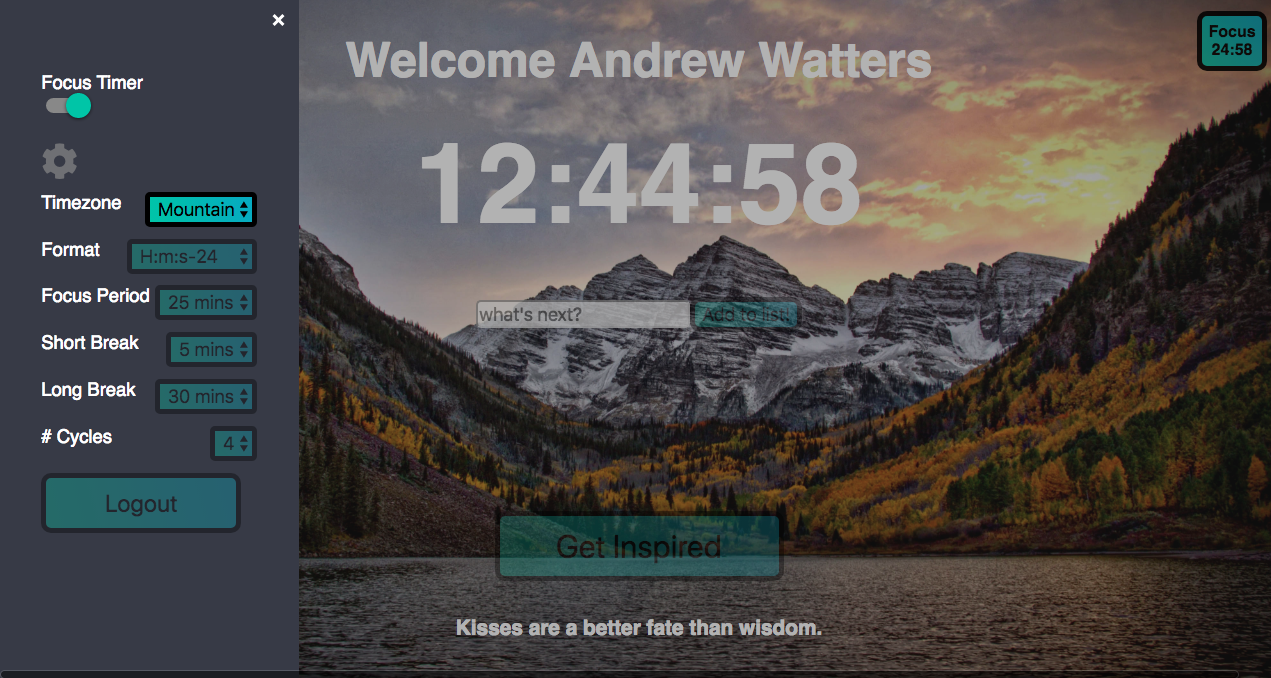 ×
Focus Timer
Timezone Mountain
Format H:m:s-24
Focus Period 25 mins
Short Break 5 mins
Long Break 30 mins
# Cycles 4
Logout
Welcome Andrew Watters
12:44:58
what's next? Add to list!
Get Inspired
Kisses are a better fate than wisdom.
Focus
24:58